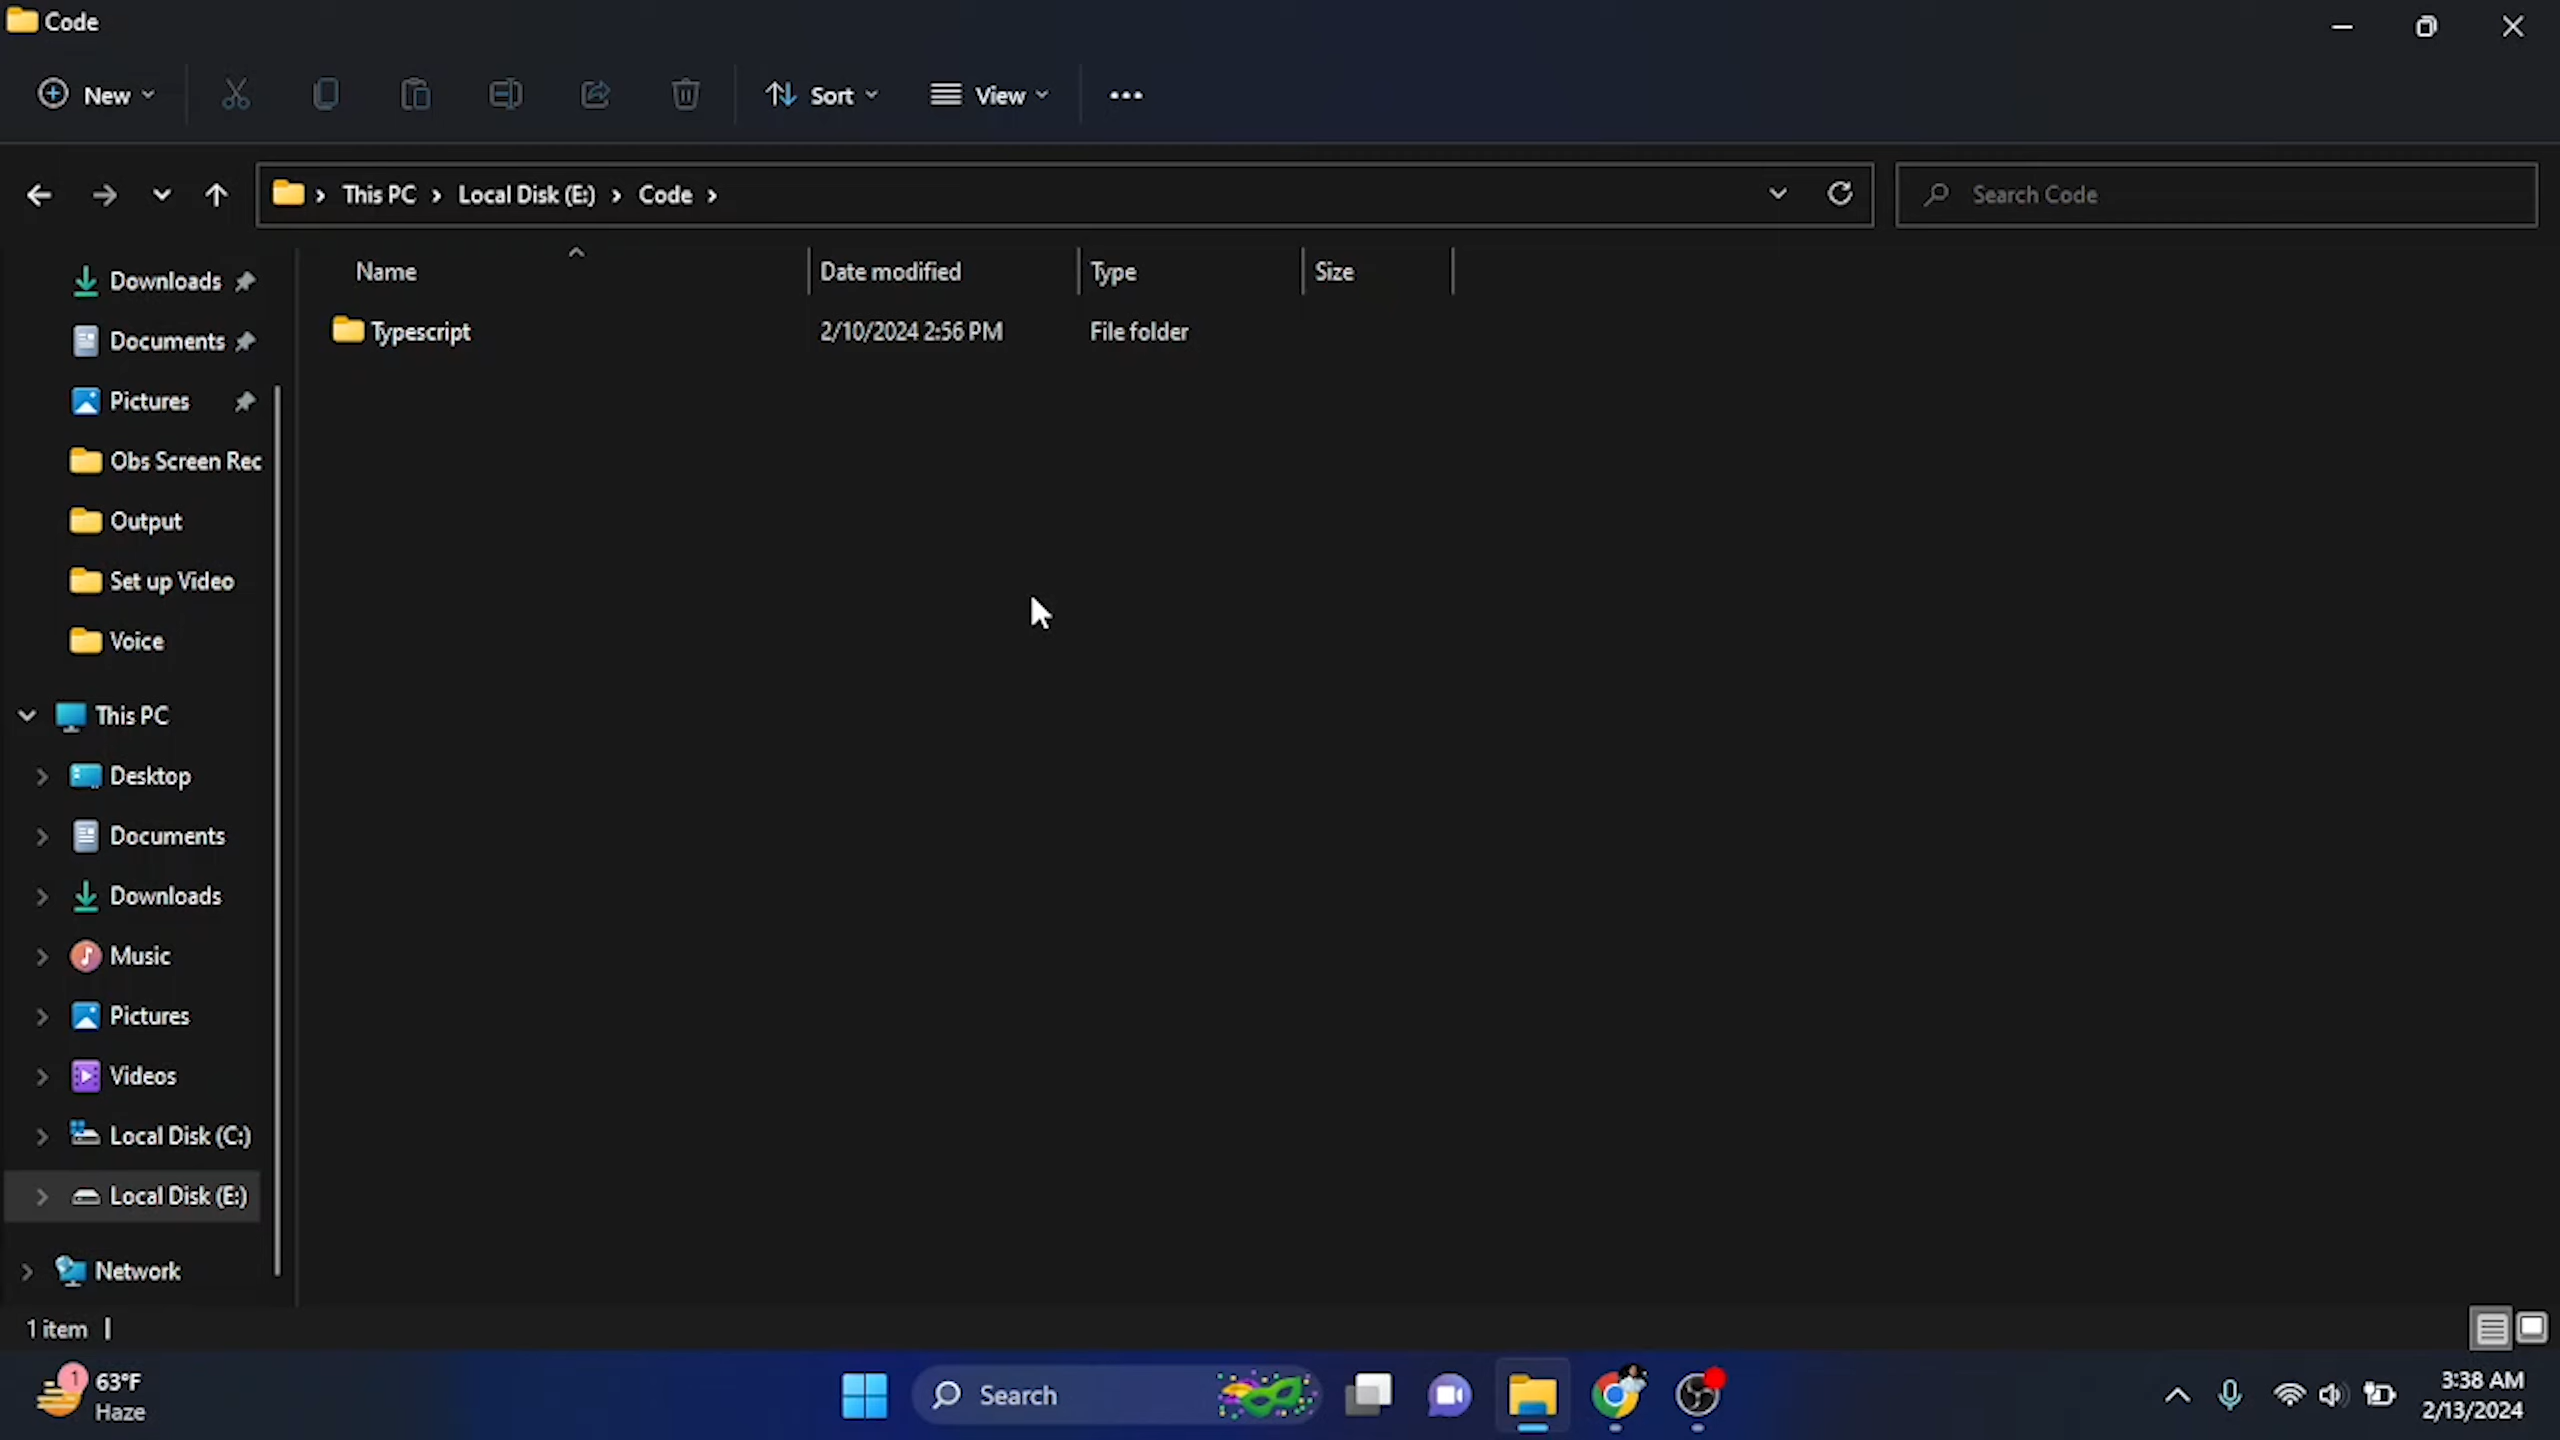 Code
New
Sort
View
This PC
Local Disk (E:)
Code
Search Code
Name
Date modified
Type
Size
Typescript
2/10/2024 2:56 PM
File folder
Downloads
Documents
Pictures
Obs Screen Rec
Output
Set up Video
Voice
This PC
Desktop
Documents
Downloads
Music
Pictures
Videos
Local Disk (C:)
Local Disk (E:)
Network
1 item
1
63°F
Haze
Search
3:38 AM
2/13/2024